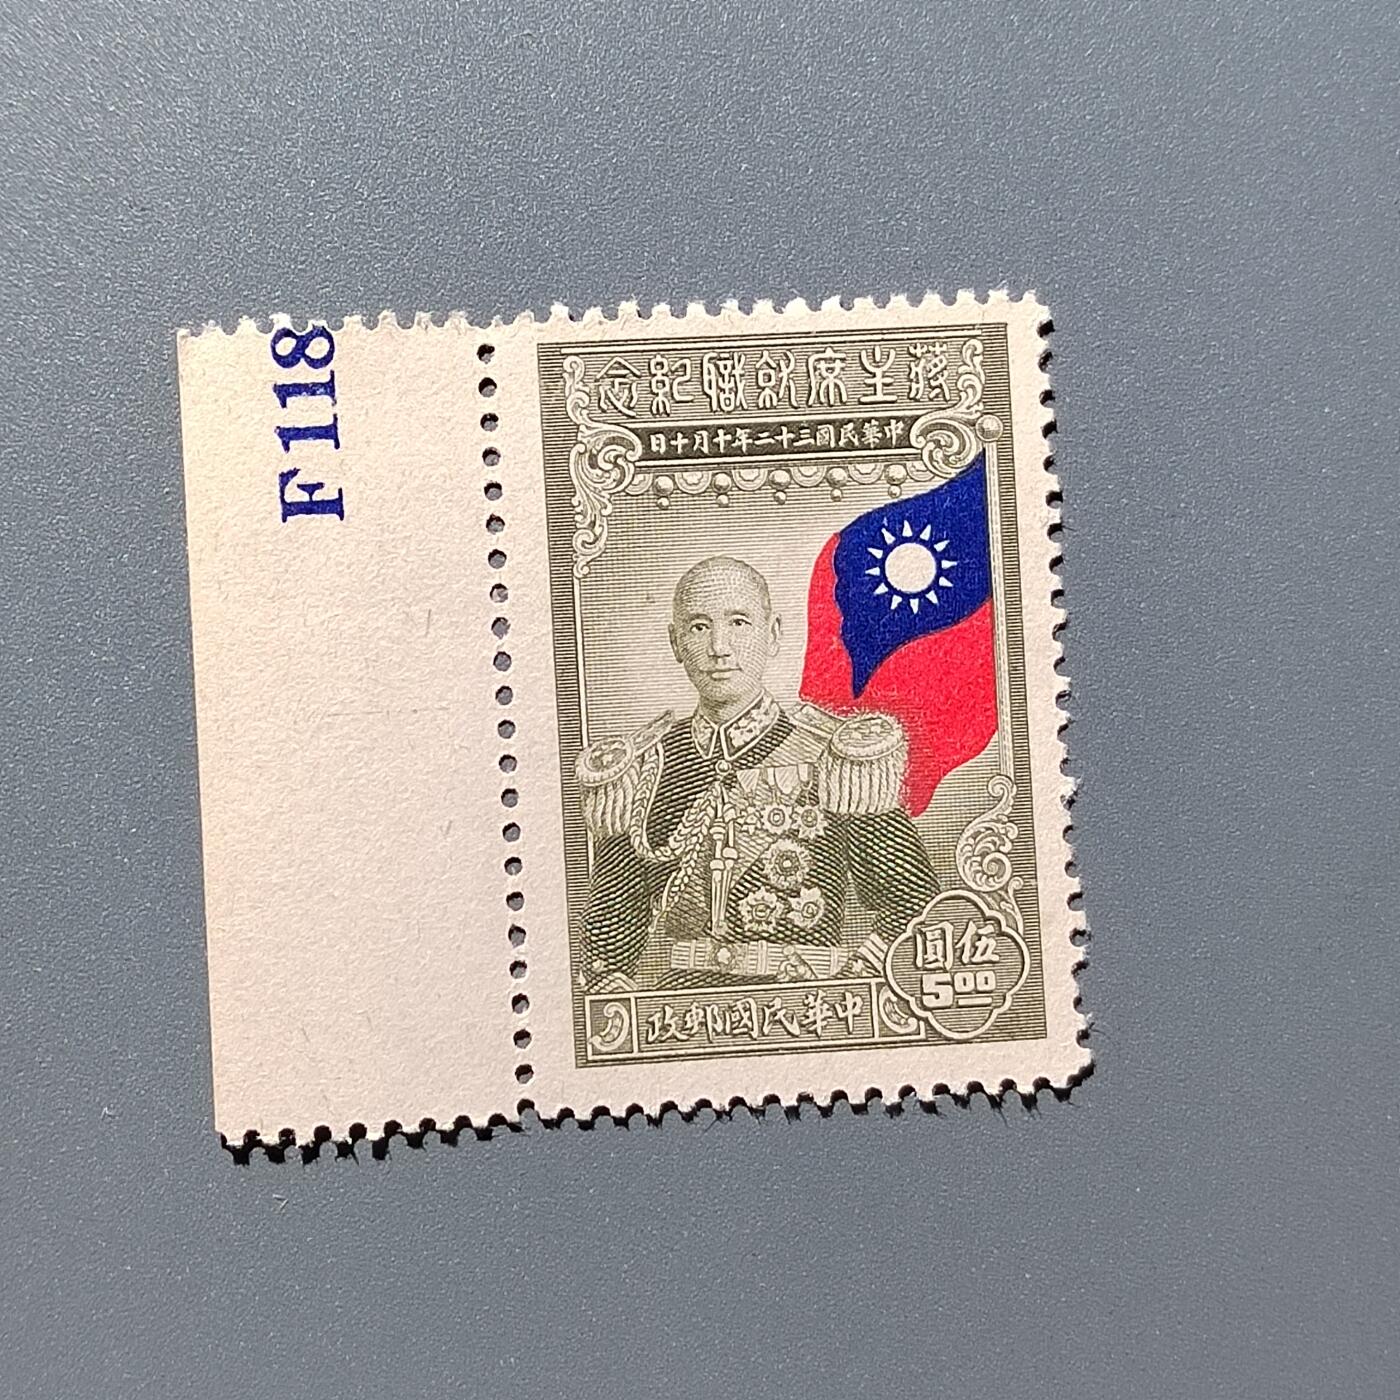 F118
蔣主席就職紀念
中華民國三十二年十月十日
伍圓
5.00
中華民國郵政